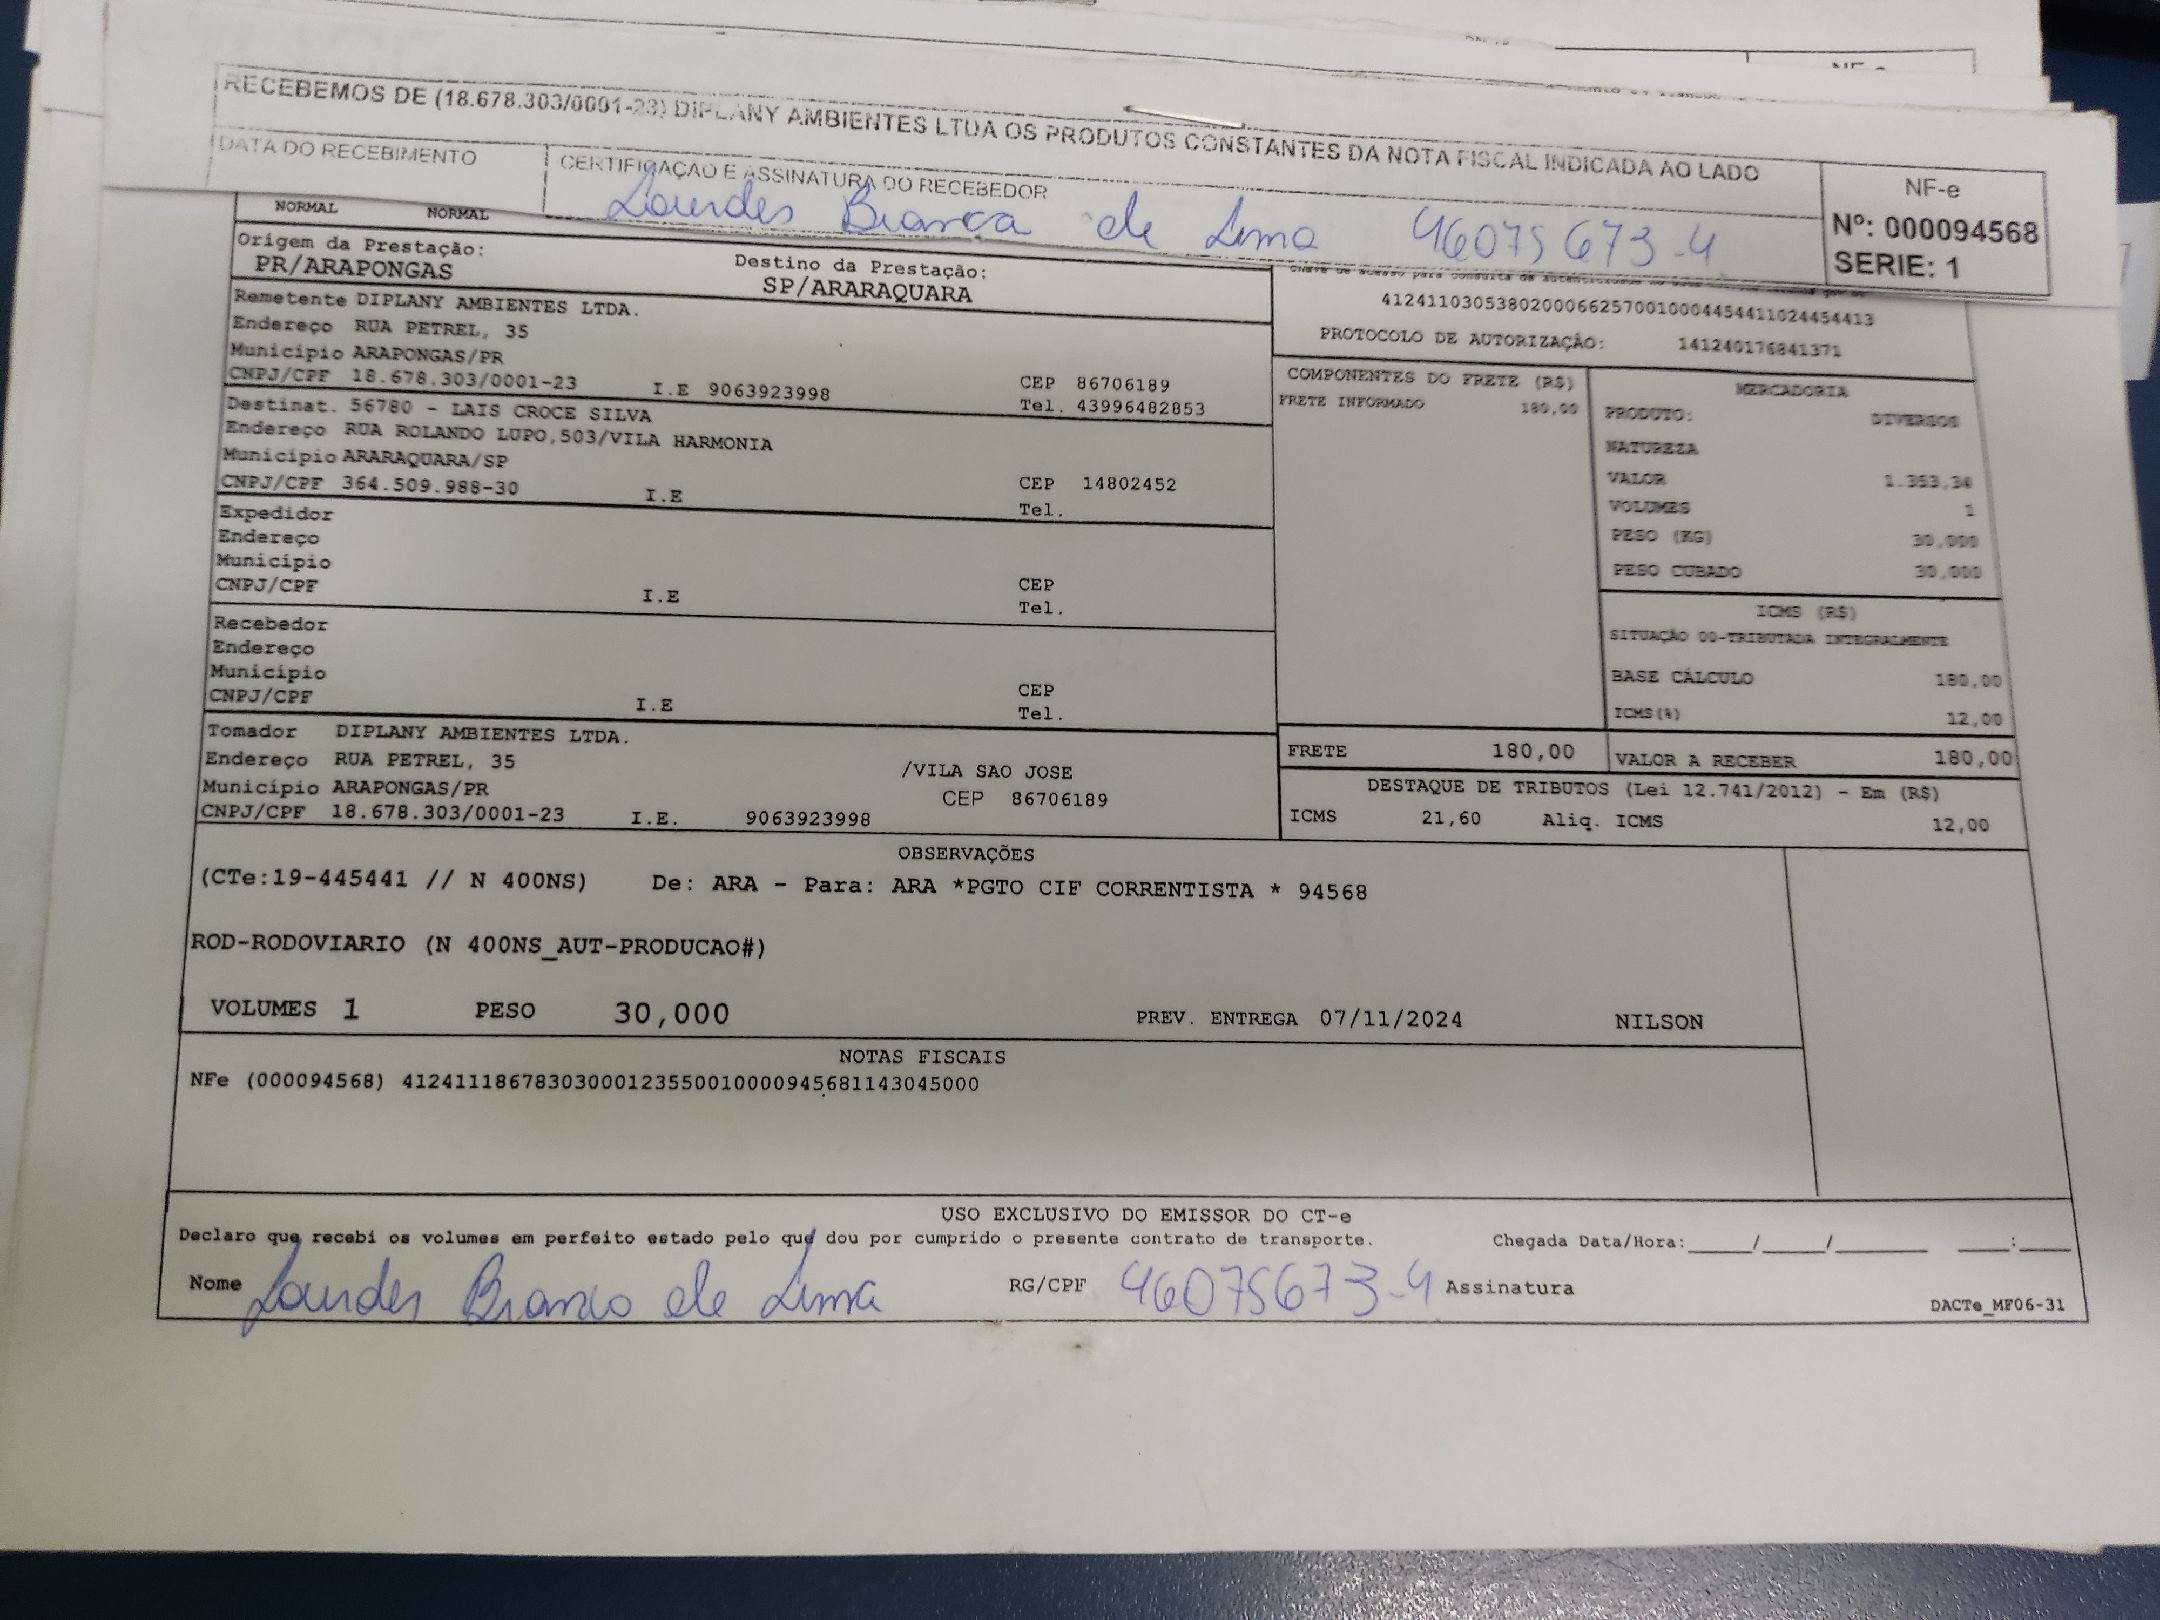 RECEBEMOS DE (18.678.303/0001-23) DIPLANY AMBIENTES LTDA OS PRODUTOS CONSTANTES DA NOTA FISCAL INDICADA AO LADO
DATA DO RECEBIMENTO
CERTIFICAÇÃO E ASSINATURA DO RECEBEDOR
Lourdes Branca de Lima 46075673-4
NF-e
Nº: 000094568
SERIE: 1
NORMAL NORMAL
Origem da Prestação:
PR/ARAPONGAS
Destino da Prestação:
SP/ARARAQUARA
41241103053802000662570010004454411024454413
PROTOCOLO DE AUTORIZAÇÃO: 141240176841371
Remetente DIPLANY AMBIENTES LTDA.
Endereço RUA PETREL, 35
Município ARAPONGAS/PR
CNPJ/CPF 18.678.303/0001-23 I.E 9063923998 CEP 86706189
Tel. 43996482853
Destinat. 56780 - LAIS CROCE SILVA
Endereço RUA ROLANDO LUPO,503/VILA HARMONIA
Município ARARAQUARA/SP
CNPJ/CPF 364.509.988-30 I.E CEP 14802452
Tel.
Expedidor
Endereço
Município
CNPJ/CPF I.E CEP
Tel.
Recebedor
Endereço
Município
CNPJ/CPF I.E CEP
Tel.
Tomador DIPLANY AMBIENTES LTDA.
Endereço RUA PETREL, 35 /VILA SAO JOSE
Município ARAPONGAS/PR CEP 86706189
CNPJ/CPF 18.678.303/0001-23 I.E. 9063923998
COMPONENTES DO FRETE (R$)
FRETE INFORMADO 180,00
MERCADORIA
PRODUTO: DIVERSOS
NATUREZA
VALOR 1.353,34
VOLUMES 1
PESO (KG) 30,000
PESO CUBADO 30,000
ICMS (R$)
SITUAÇÃO 00-TRIBUTADA INTEGRALMENTE
BASE CÁLCULO 180,00
ICMS(%) 12,00
FRETE 180,00 VALOR A RECEBER 180,00
DESTAQUE DE TRIBUTOS (Lei 12.741/2012) - Em (R$)
ICMS 21,60 Aliq. ICMS 12,00
OBSERVAÇÕES
(CTe:19-445441 // N 400NS) De: ARA - Para: ARA *PGTO CIF CORRENTISTA * 94568
ROD-RODOVIARIO (N 400NS_AUT-PRODUCAO#)
VOLUMES 1 PESO 30,000 PREV. ENTREGA 07/11/2024 NILSON
NOTAS FISCAIS
NFe (000094568) 41241118678303000123550010000945681143045000
USO EXCLUSIVO DO EMISSOR DO CT-e
Declaro que recebi os volumes em perfeito estado pelo que dou por cumprido o presente contrato de transporte. Chegada Data/Hora:_____/_____/_______ ____:____
Nome Lourdes Branco de Lima RG/CPF 46075673-4 Assinatura
DACTe_MF06-31